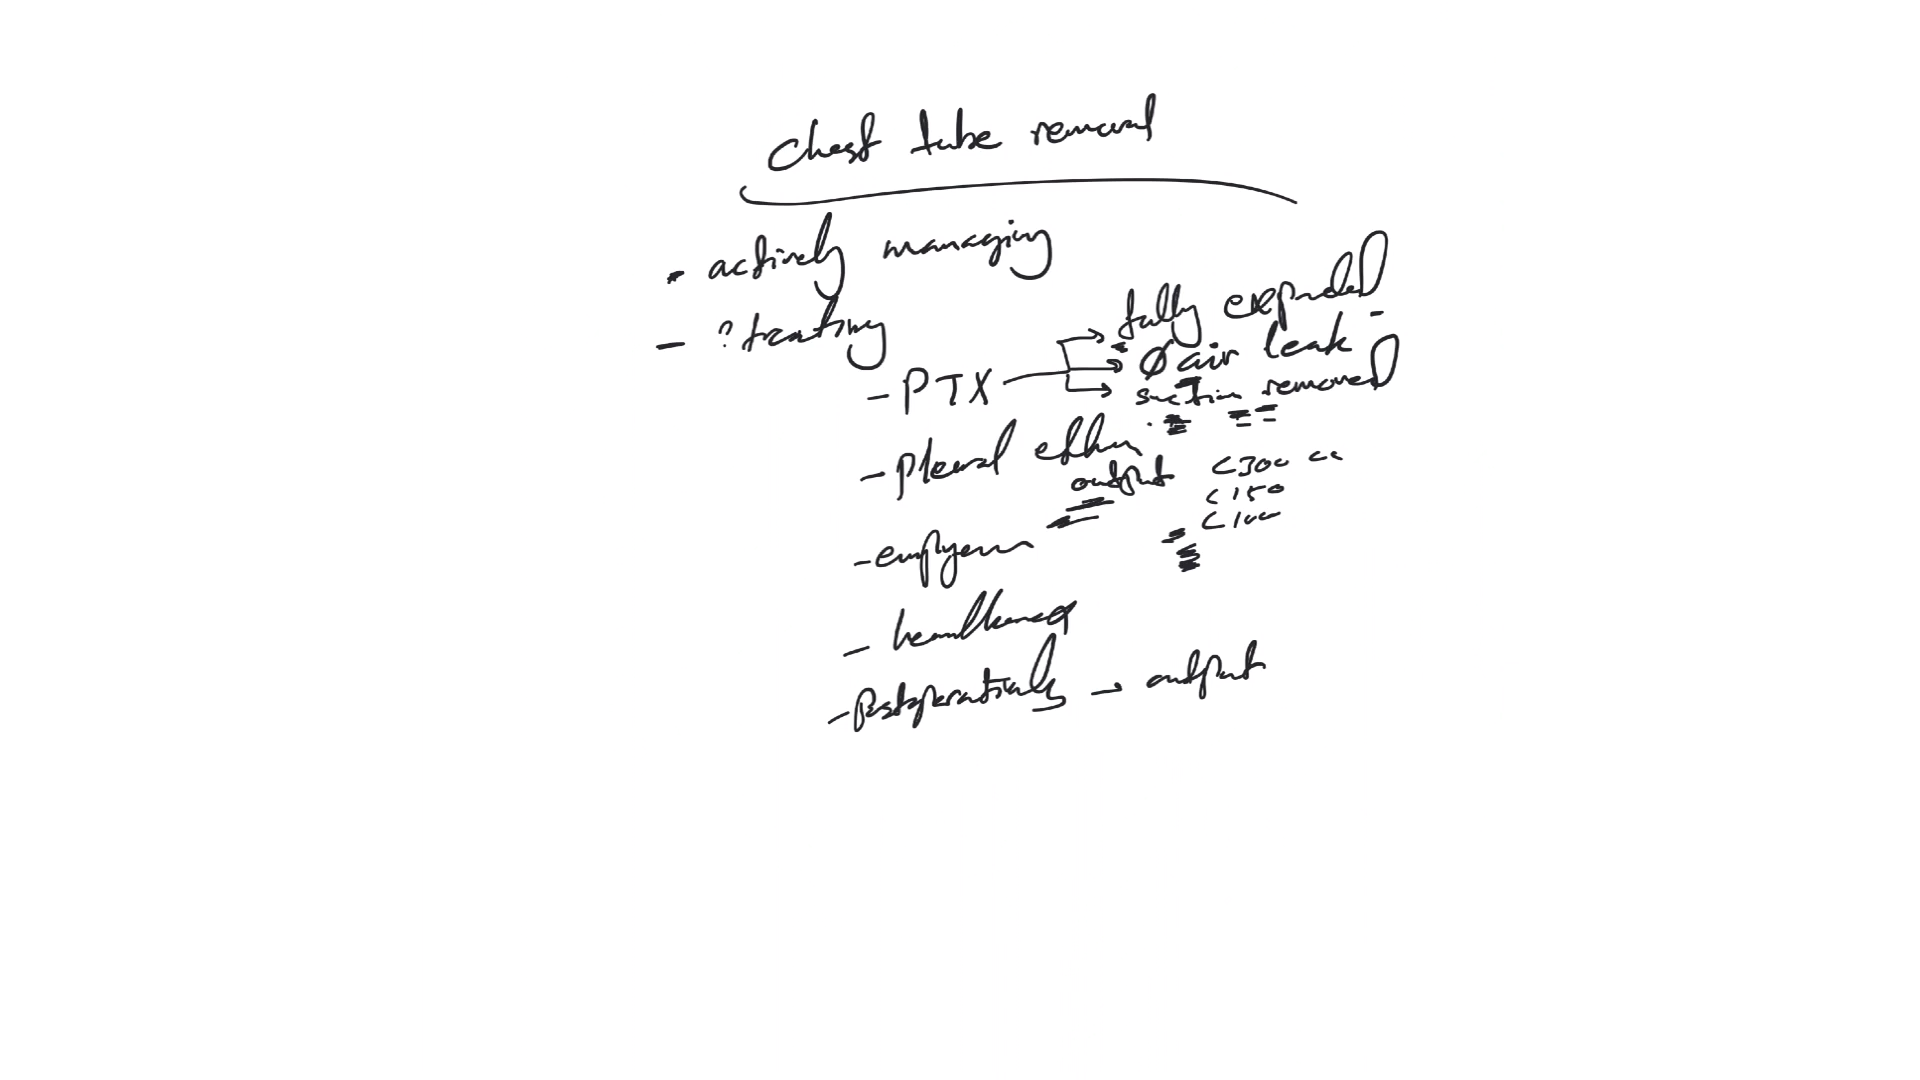 Chest tube removal
- actively managing
- ? treating
- PTX → fully expanded
→ Ø air leak
→ suction removed
- pleural effusion
output <300 cc
<150
<100
- empyema
- hemothorax
- Postoperatively → output